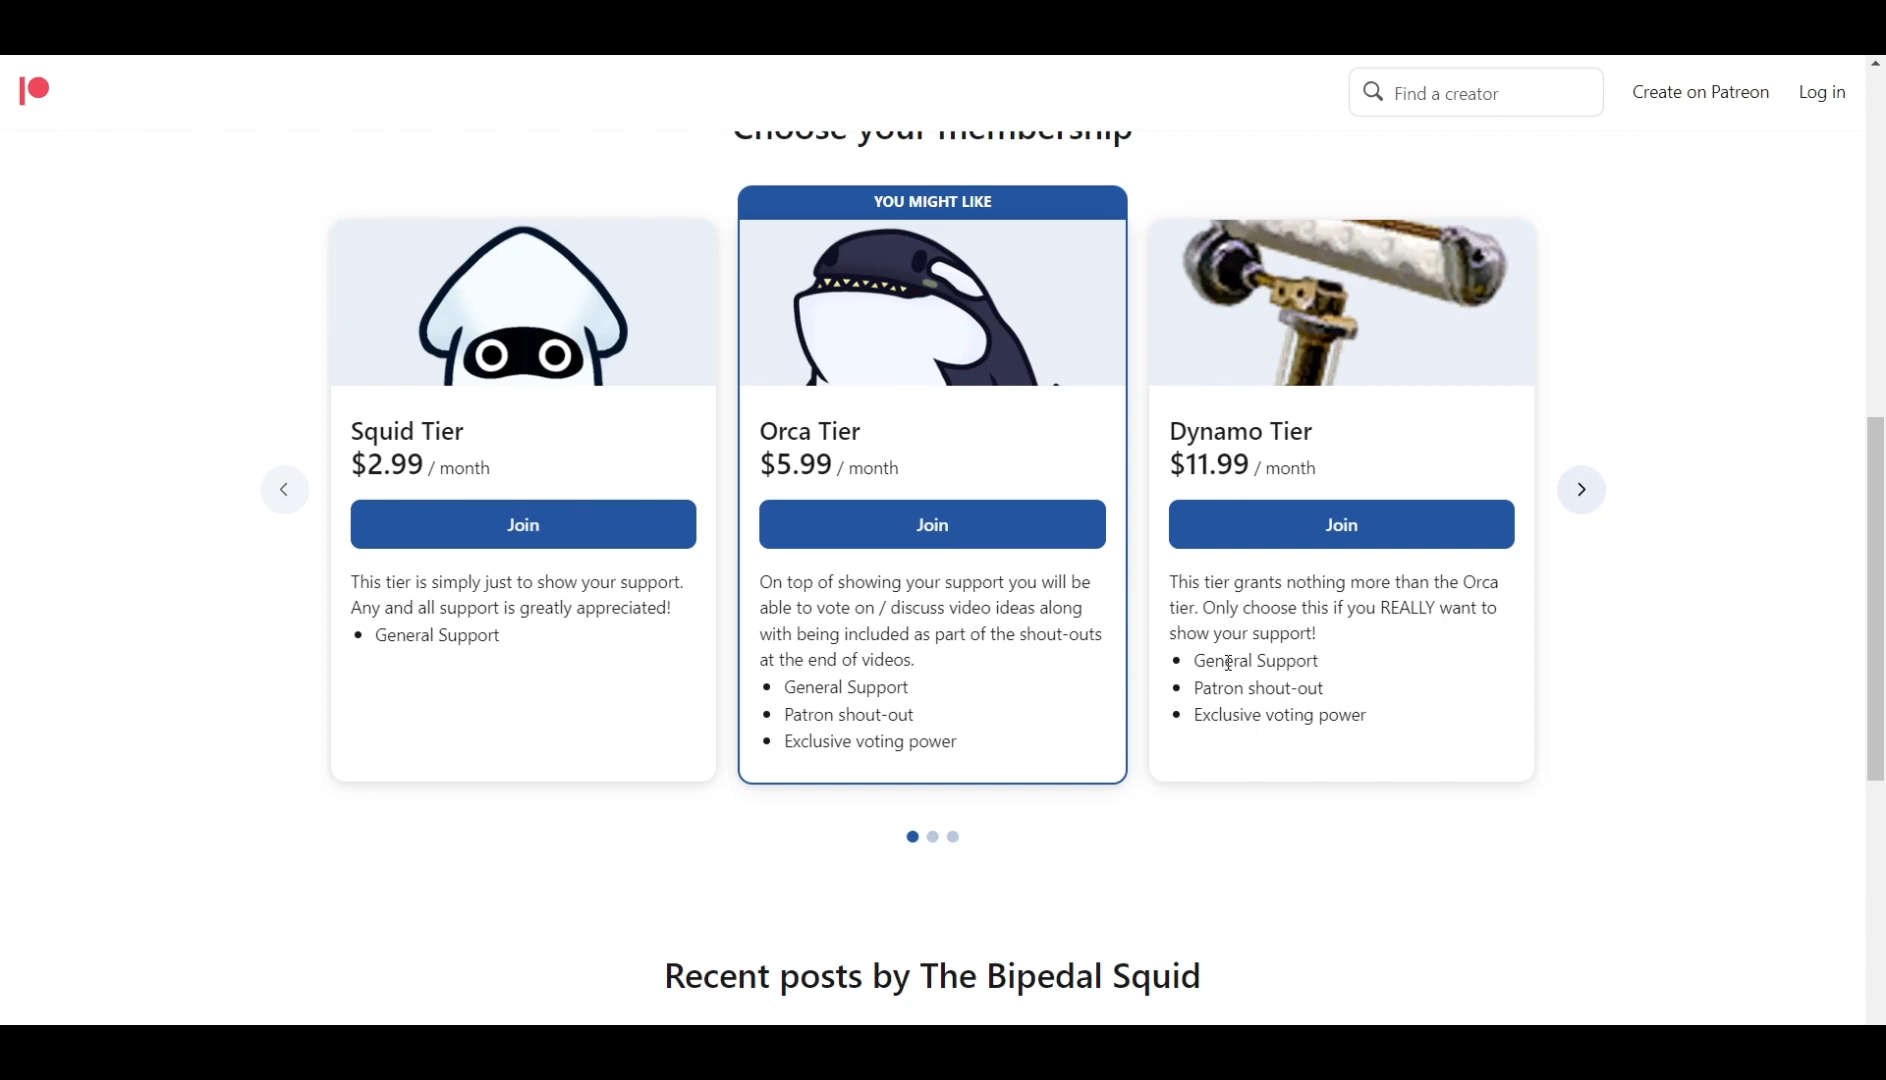 Find a creator
Create on Patreon
Log in
Choose your membership
YOU MIGHT LIKE
Squid Tier
$2.99 / month
Join
This tier is simply just to show your support.
Any and all support is greatly appreciated!
General Support
Orca Tier
$5.99 / month
Join
On top of showing your support you will be
able to vote on / discuss video ideas along
with being included as part of the shout-outs
at the end of videos.
General Support
Patron shout-out
Exclusive voting power
Dynamo Tier
$11.99 / month
Join
This tier grants nothing more than the Orca
tier. Only choose this if you REALLY want to
show your support!
General Support
Patron shout-out
Exclusive voting power
Recent posts by The Bipedal Squid